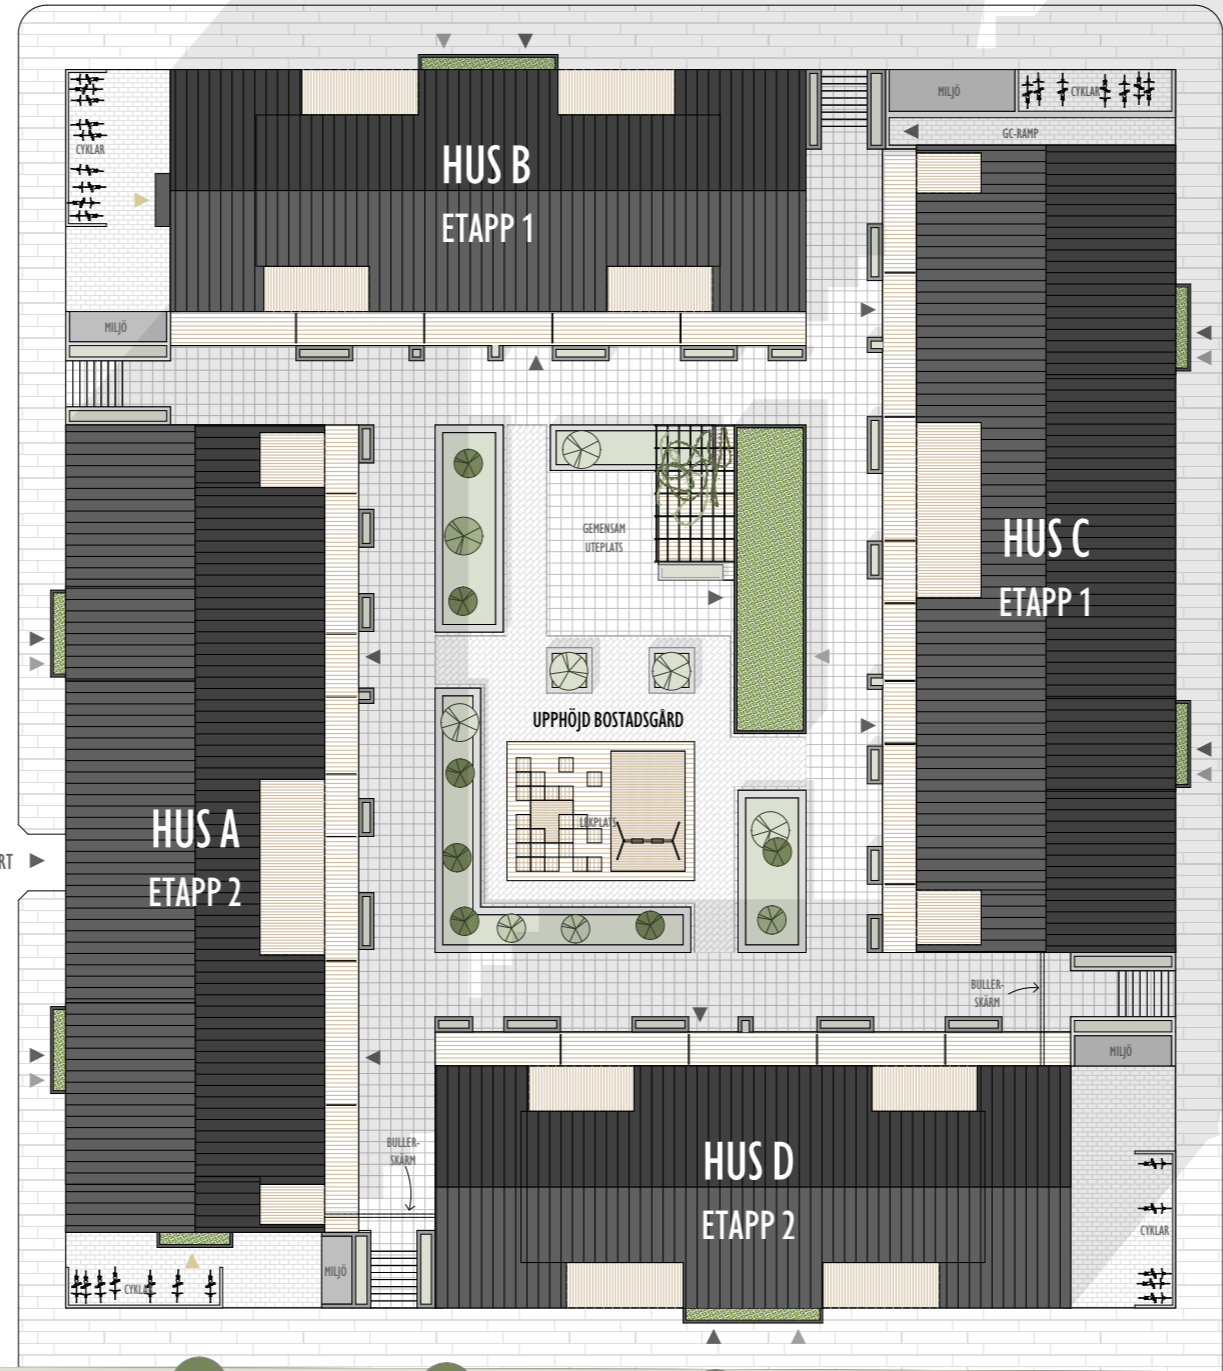 MILJÖ
CYKLAR
GC-RAMP
CYKLAR
HUS B
ETAPP 1
MILJÖ
GEMENSAM
UTEPLATS
HUS C
ETAPP 1
UPPHÖJD BOSTADSGÅRD
LEKPLATS
HUS A
ETAPP 2
RT
BULLER-
SKÄRM
MILJÖ
BULLER-
SKÄRM
HUS D
ETAPP 2
CYKLAR
MILJÖ
CYKLAR